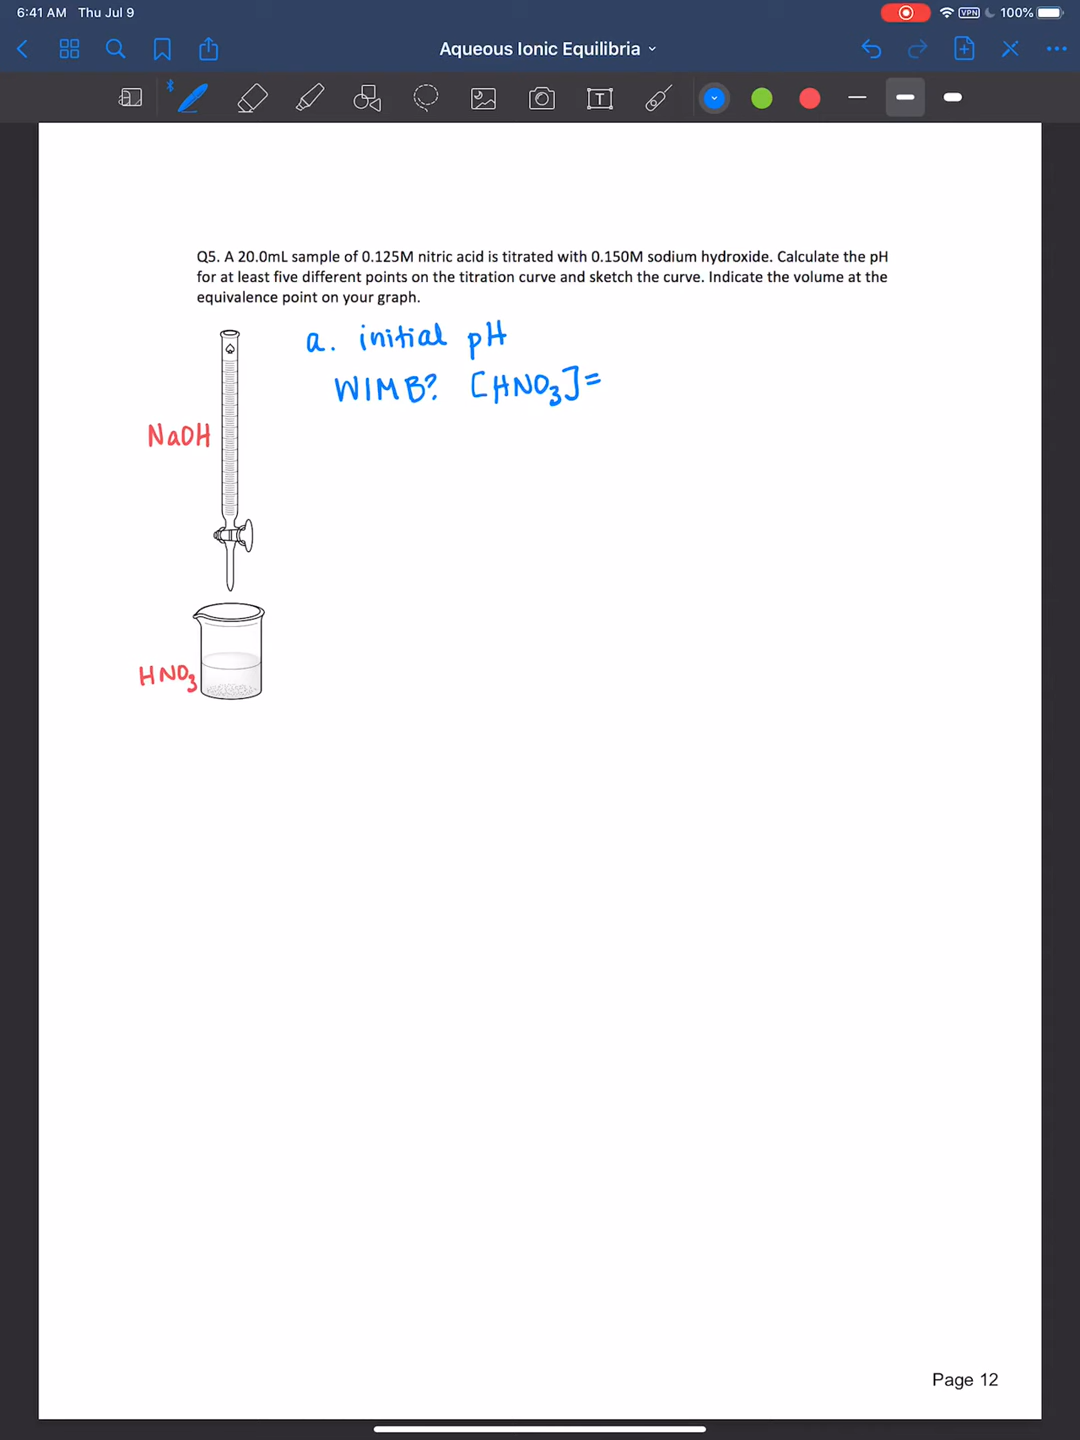 6:41 AM Thu Jul 9
VPN 100%
Aqueous Ionic Equilibria
T
Q5. A 20.0mL sample of 0.125M nitric acid is titrated with 0.150M sodium hydroxide. Calculate the pH
for at least five different points on the titration curve and sketch the curve. Indicate the volume at the
equivalence point on your graph.
a. initial pH
WIMB? [HNO₃]=
NaOH
HNO₃
Page 12